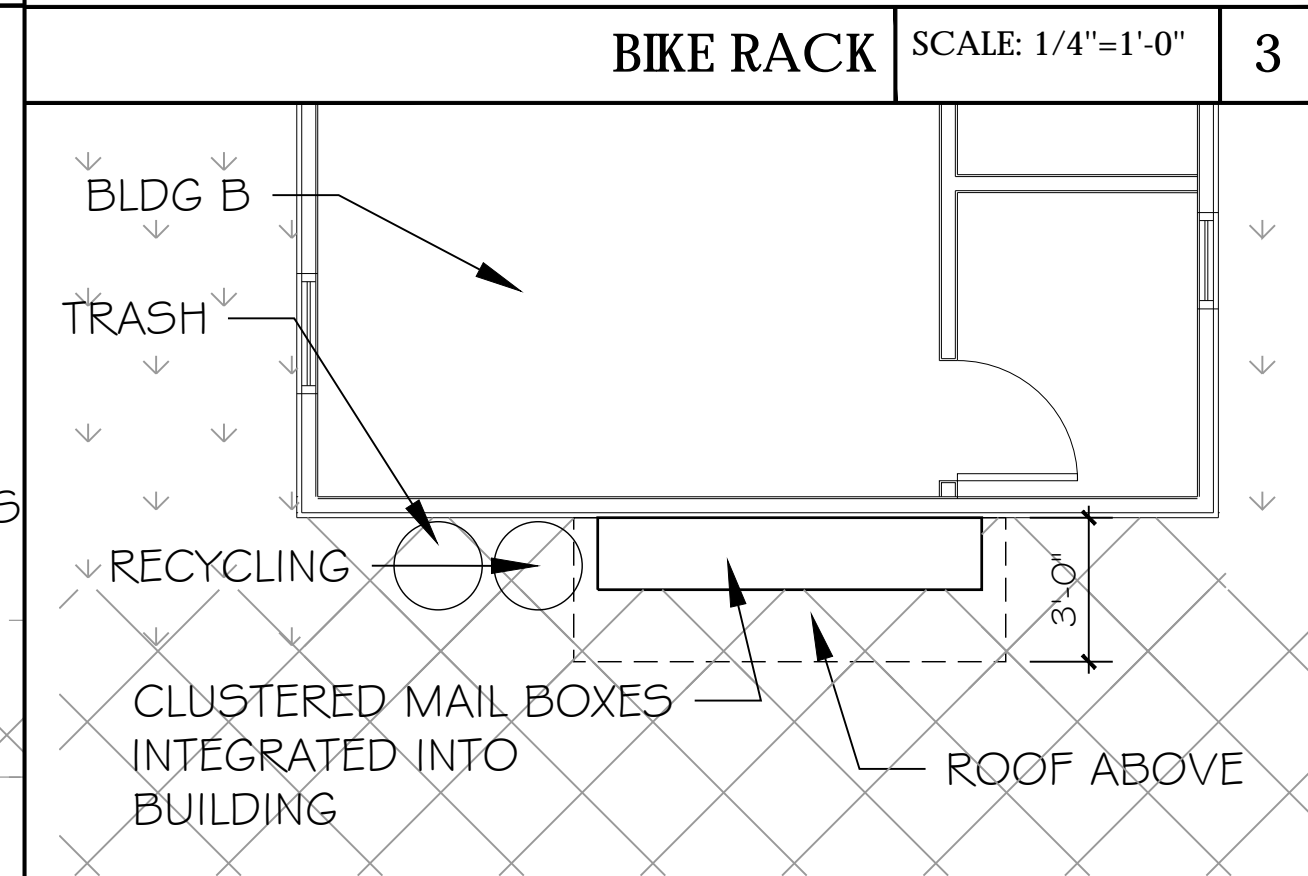 BIKE RACK
SCALE: 1/4"=1'-0"
3
BLDG B
TRASH
S
RECYCLING
3'-0"
CLUSTERED MAIL BOXES
INTEGRATED INTO
BUILDING
ROOF ABOVE